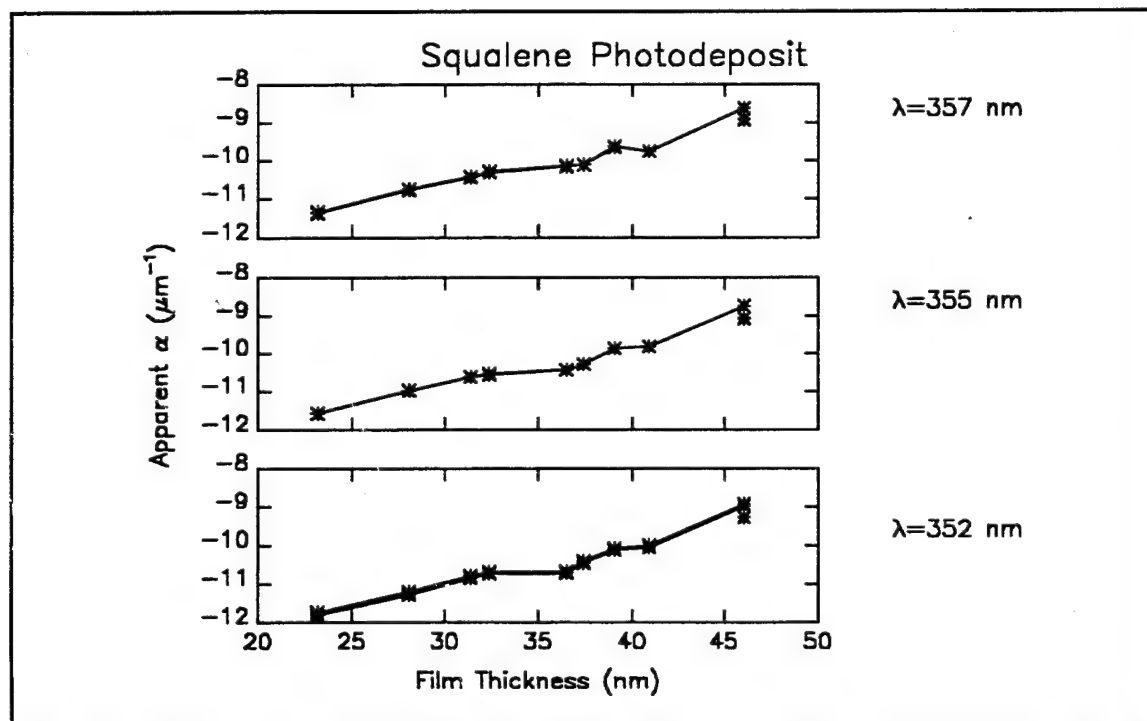 Squalene Photodeposit
-8
-9
-10
-11
-12
λ=357 nm
-8
-9
-10
-11
-12
λ=355 nm
-8
-9
-10
-11
-12
λ=352 nm
Apparent α (μm⁻¹)
20 25 30 35 40 45 50
Film Thickness (nm)